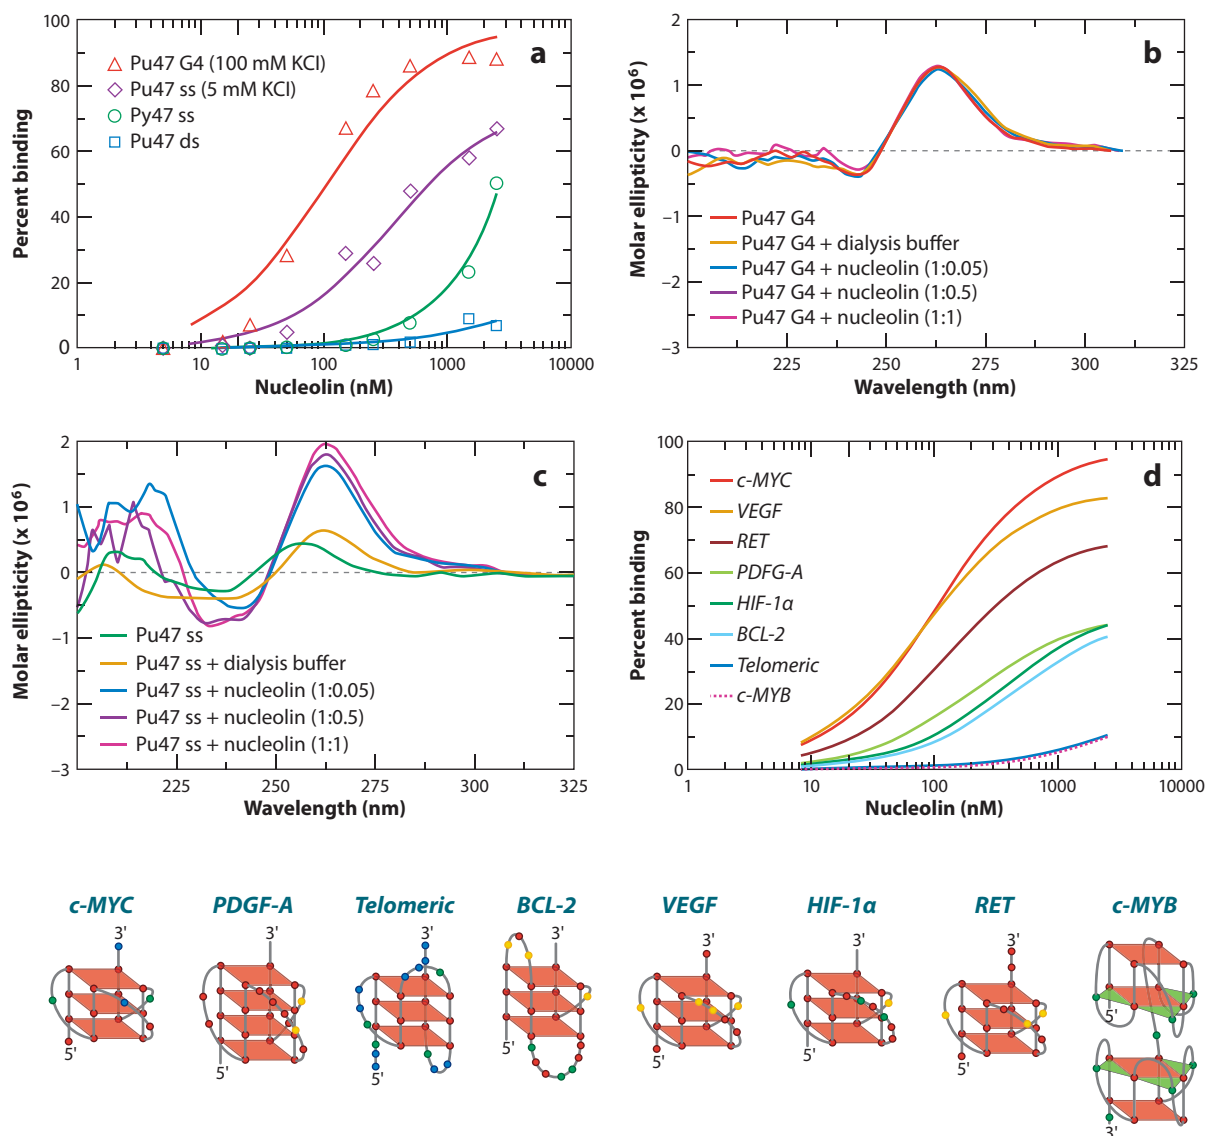 a
Percent binding
100
80
60
40
20
0
Pu47 G4 (100 mM KCl)
Pu47 ss (5 mM KCl)
Py47 ss
Pu47 ds
1
10
100
1000
10000
Nucleolin (nM)
b
Molar ellipticity (x 10⁶)
2
1
0
−1
−2
−3
Pu47 G4
Pu47 G4 + dialysis buffer
Pu47 G4 + nucleolin (1:0.05)
Pu47 G4 + nucleolin (1:0.5)
Pu47 G4 + nucleolin (1:1)
225
250
275
300
325
Wavelength (nm)
c
Molar ellipticity (x 10⁶)
2
1
0
−1
−2
−3
Pu47 ss
Pu47 ss + dialysis buffer
Pu47 ss + nucleolin (1:0.05)
Pu47 ss + nucleolin (1:0.5)
Pu47 ss + nucleolin (1:1)
225
250
275
300
325
Wavelength (nm)
d
Percent binding
100
80
60
40
20
0
c-MYC
VEGF
RET
PDFG-A
HIF-1α
BCL-2
Telomeric
c-MYB
1
10
100
1000
10000
Nucleolin (nM)
c-MYC
3'
5'
PDGF-A
3'
5'
Telomeric
3'
5'
BCL-2
3'
5'
VEGF
3'
5'
HIF-1α
3'
5'
RET
3'
5'
c-MYB
5'
3'